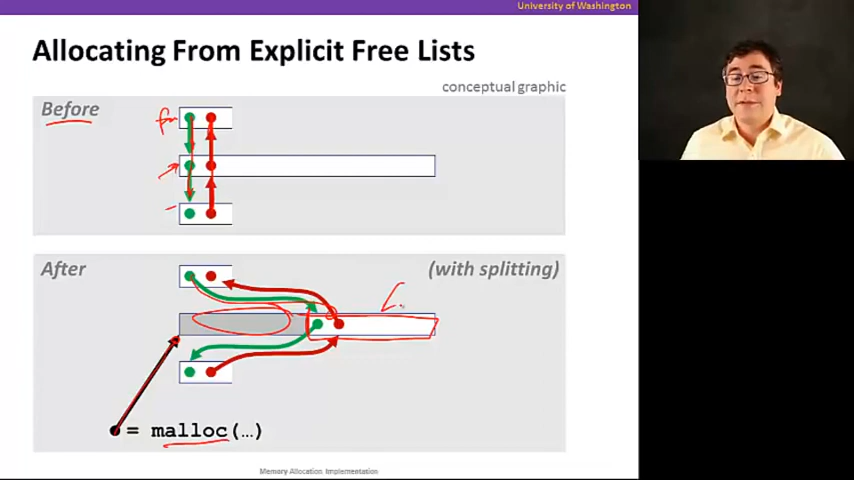 University of Washington
Allocating From Explicit Free Lists
conceptual graphic
Before
After
(with splitting)
= malloc(…)
Memory Allocation Implementation